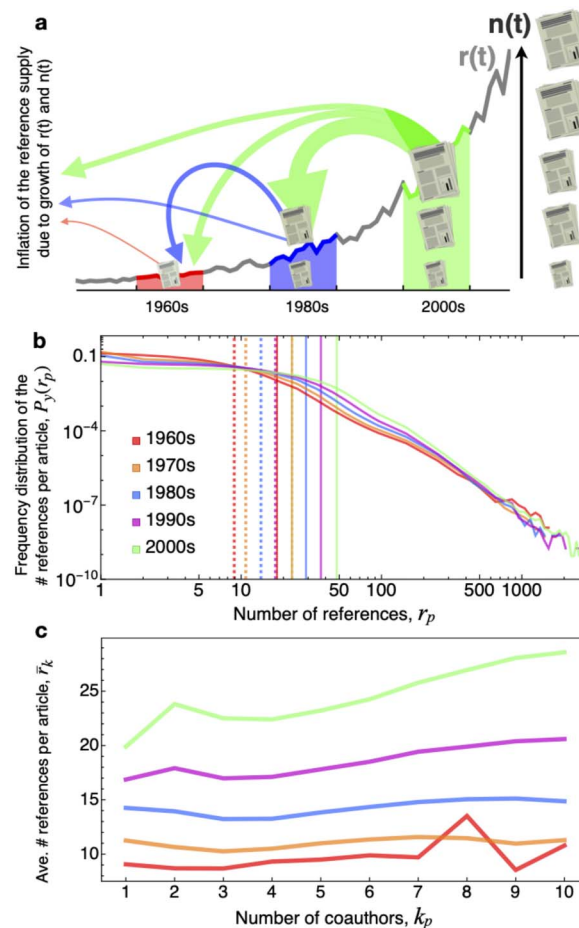 a
n(t)
r(t)
Inflation of the reference supply
due to growth of r(t) and n(t)
1960s
1980s
2000s
b
Frequency distribution of the
# references per article, P_y(r_p)
0.1
10⁻⁴
10⁻⁷
10⁻¹⁰
1960s
1970s
1980s
1990s
2000s
1 5 10 50 100 500 1000
Number of references, r_p
c
Ave. # references per article, r̄_k
25
20
15
10
1 2 3 4 5 6 7 8 9 10
Number of coauthors, k_p